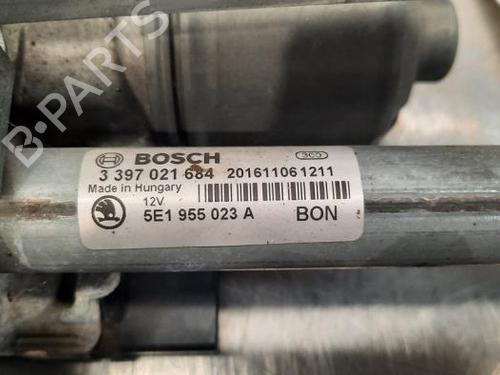 B-PARTS
BOSCH
3 397 021 684 201611061211
Made in Hungary
12V
5E1 955 023 A BON